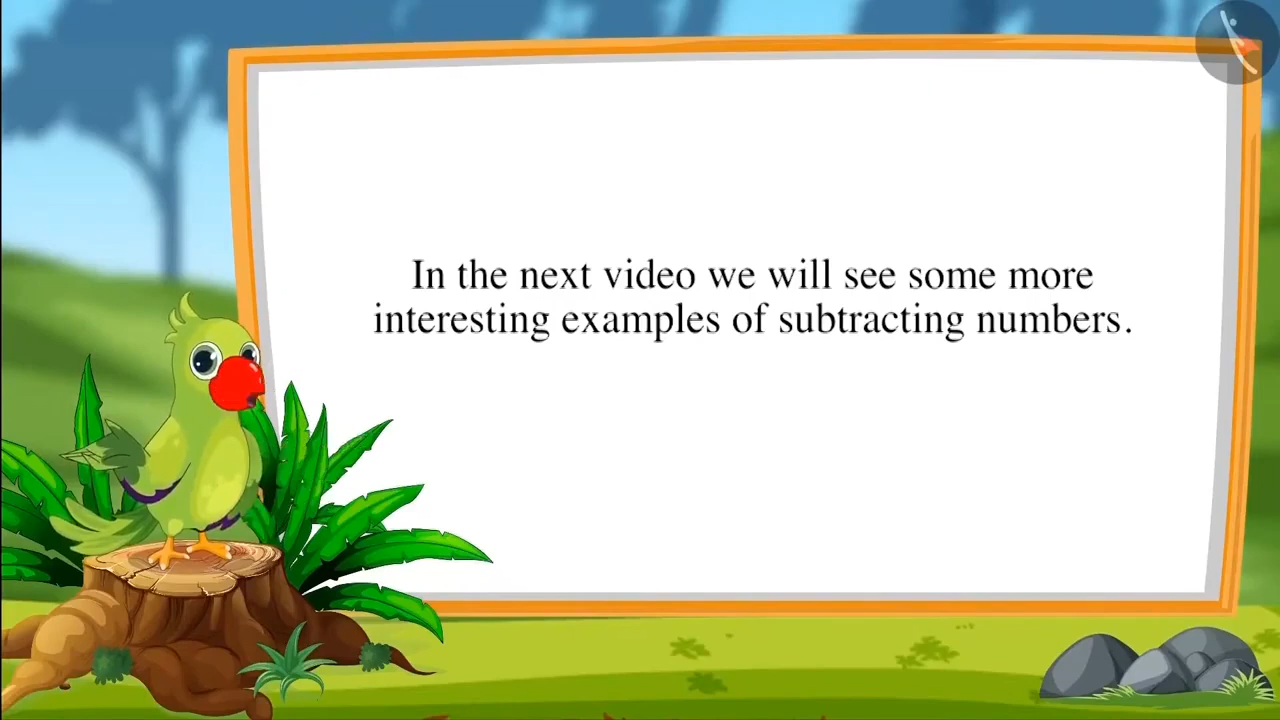 In the next video we will see some more
interesting examples of subtracting numbers.